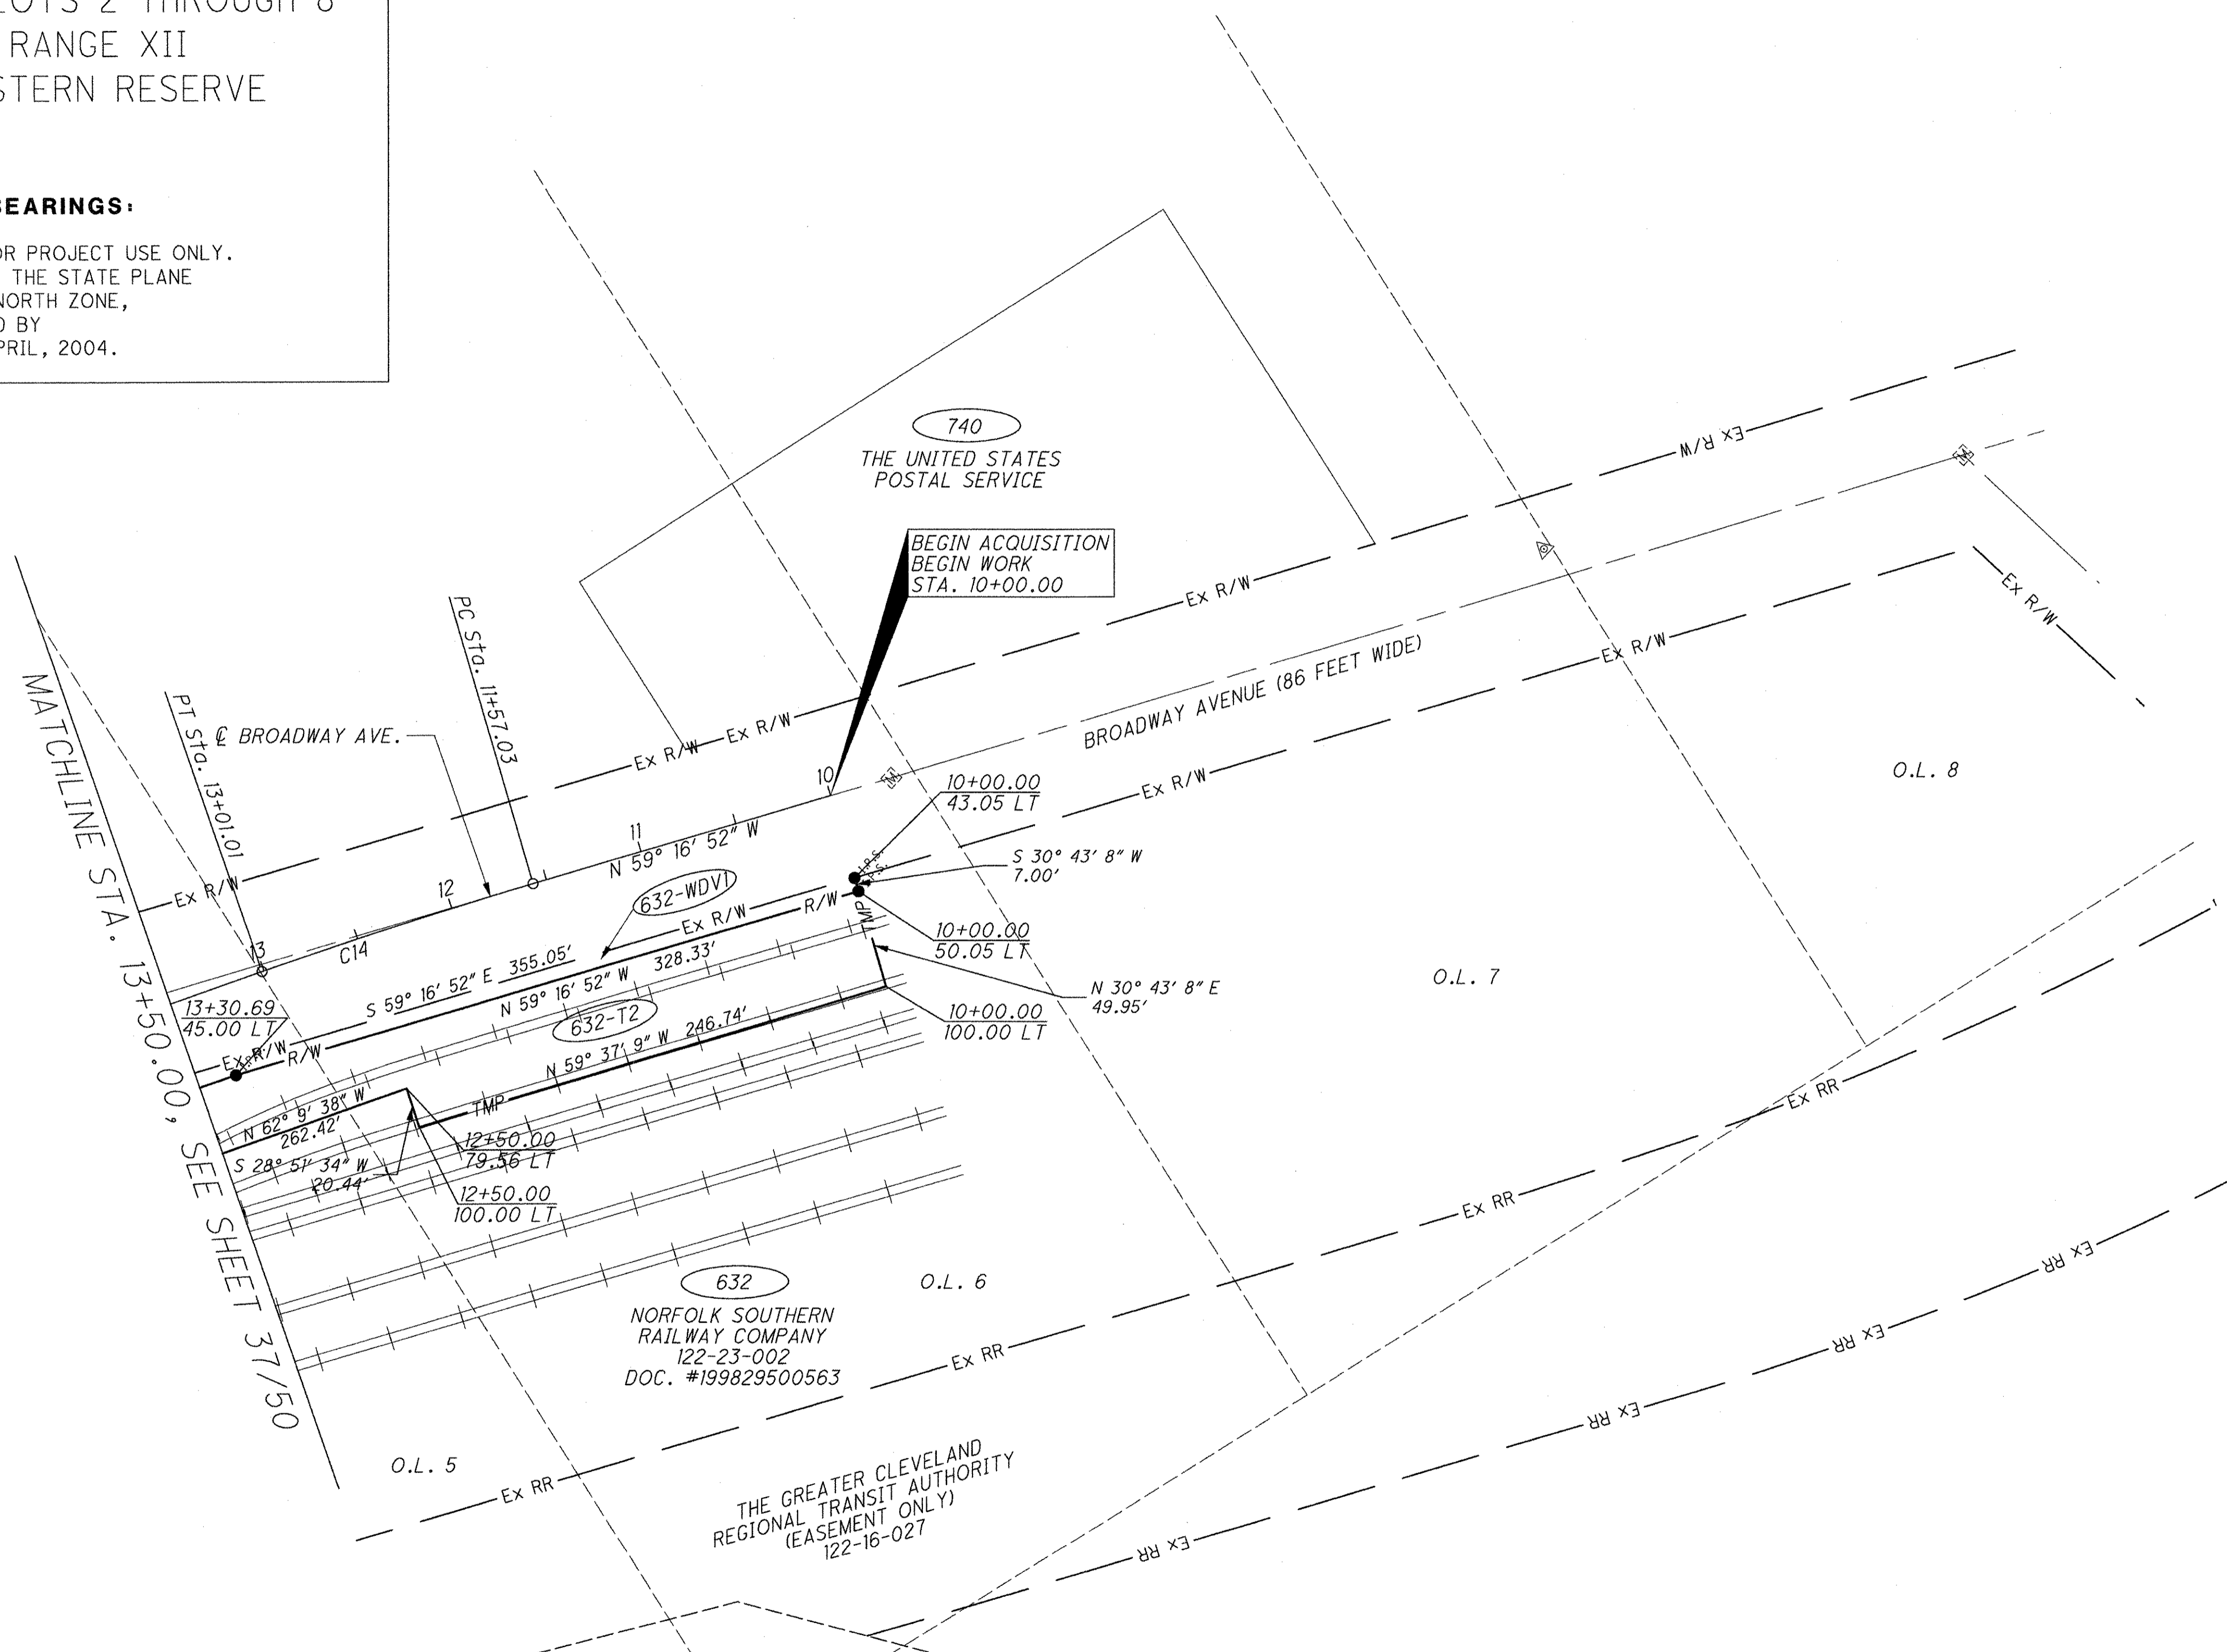 LOTS 2 THROUGH 8
RANGE XII
STERN RESERVE
BEARINGS:
OR PROJECT USE ONLY.
THE STATE PLANE
NORTH ZONE,
D BY
PRIL, 2004.
740
THE UNITED STATES
POSTAL SERVICE
BEGIN ACQUISITION
BEGIN WORK
STA. 10+00.00
Ex R/W
Ex R/W
Ex R/W
Ex R/W
BROADWAY AVENUE (86 FEET WIDE)
Ex R/W
Ex R/W
Ex R/W
Ex R/W
Ex R/W
M
M
PC Sta. 11+57.03
PT Sta. 13+01.01
℄ BROADWAY AVE.
MATCHLINE STA. 13+50.00, SEE SHEET 37/50
10
11
12
13
C14
N 59° 16' 52" W
632-WDV1
Ex R/W
R/W
10+00.00
43.05 LT
I.P.S.
S 30° 43' 8" W
7.00'
10+00.00
50.05 LT
TMP
N 30° 43' 8" E
49.95'
10+00.00
100.00 LT
S 59° 16' 52" E 355.05'
N 59° 16' 52" W 328.33'
632-T2
N 59° 37' 9" W 246.74'
TMP
13+30.69
45.00 LT
Ex R/W
R/W
N 62° 9' 38" W
262.42'
S 28° 51' 34" W
20.44'
12+50.00
79.56 LT
12+50.00
100.00 LT
O.L. 8
O.L. 7
O.L. 6
O.L. 5
632
NORFOLK SOUTHERN
RAILWAY COMPANY
122-23-002
DOC. #199829500563
Ex RR
Ex RR
Ex RR
Ex RR
THE GREATER CLEVELAND
REGIONAL TRANSIT AUTHORITY
(EASEMENT ONLY)
122-16-027
Ex RR
Ex RR
Ex RR
Ex RR